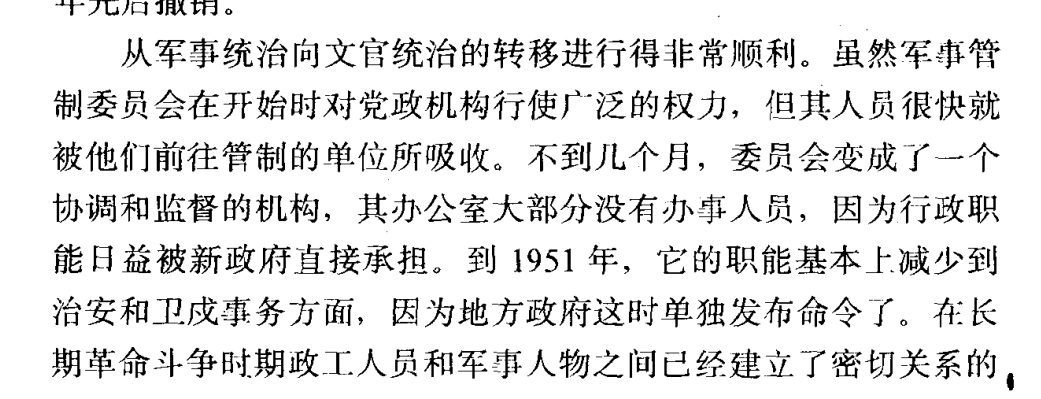 年先后撤销。
从军事统治向文官统治的转移进行得非常顺利。虽然军事管
制委员会在开始时对党政机构行使广泛的权力，但其人员很快就
被他们前往管制的单位所吸收。不到几个月，委员会变成了一个
协调和监督的机构，其办公室大部分没有办事人员，因为行政职
能日益被新政府直接承担。到 1951 年，它的职能基本上减少到
治安和卫戍事务方面，因为地方政府这时单独发布命令了。在长
期革命斗争时期政工人员和军事人物之间已经建立了密切关系的